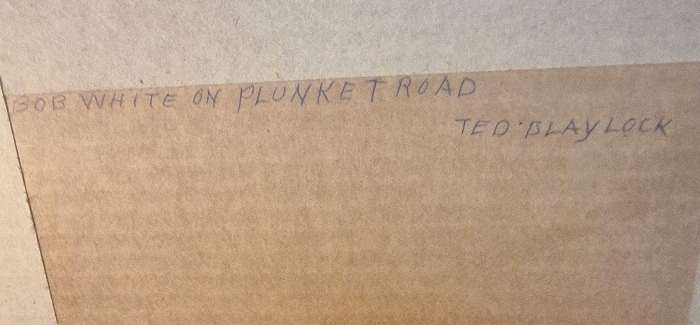 BOB WHITE ON PLUNKET ROAD
TED BLAYLOCK